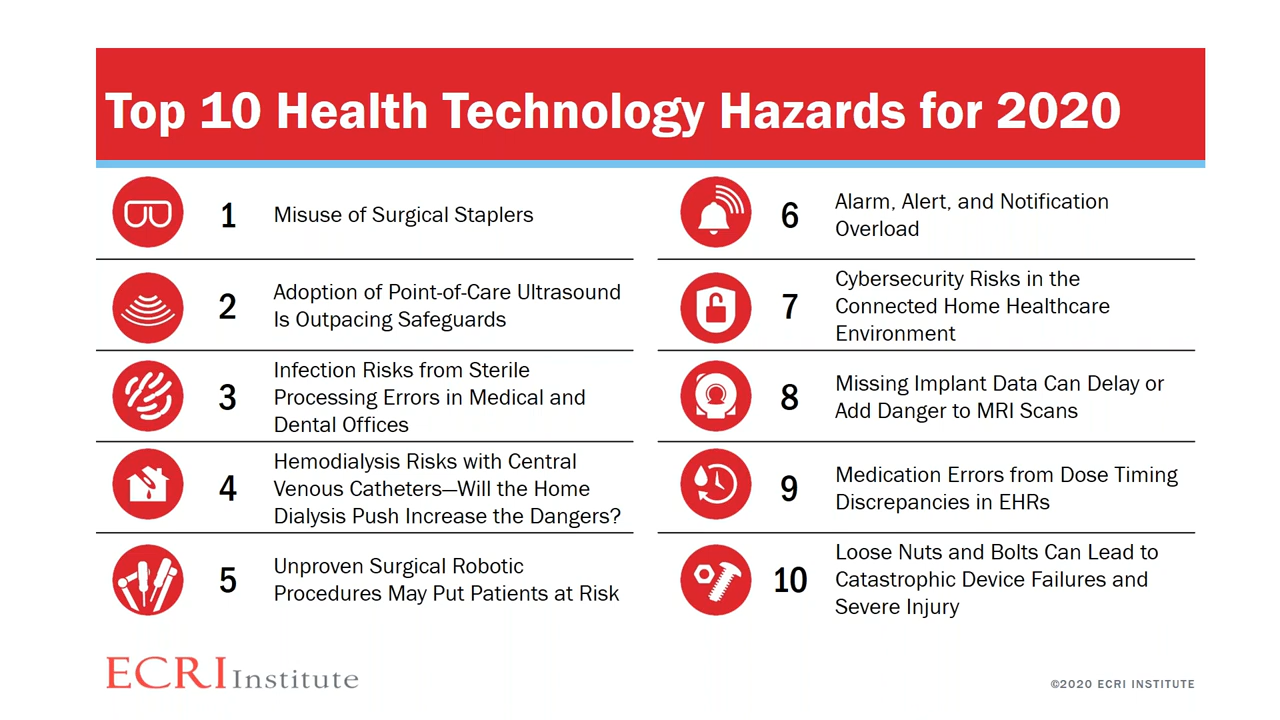 Top 10 Health Technology Hazards for 2020
1
Misuse of Surgical Staplers
2
Adoption of Point-of-Care Ultrasound
Is Outpacing Safeguards
3
Infection Risks from Sterile
Processing Errors in Medical and
Dental Offices
4
Hemodialysis Risks with Central
Venous Catheters—Will the Home
Dialysis Push Increase the Dangers?
5
Unproven Surgical Robotic
Procedures May Put Patients at Risk
6
Alarm, Alert, and Notification
Overload
7
Cybersecurity Risks in the
Connected Home Healthcare
Environment
8
Missing Implant Data Can Delay or
Add Danger to MRI Scans
9
Medication Errors from Dose Timing
Discrepancies in EHRs
10
Loose Nuts and Bolts Can Lead to
Catastrophic Device Failures and
Severe Injury
ECRI Institute
©2020 ECRI INSTITUTE